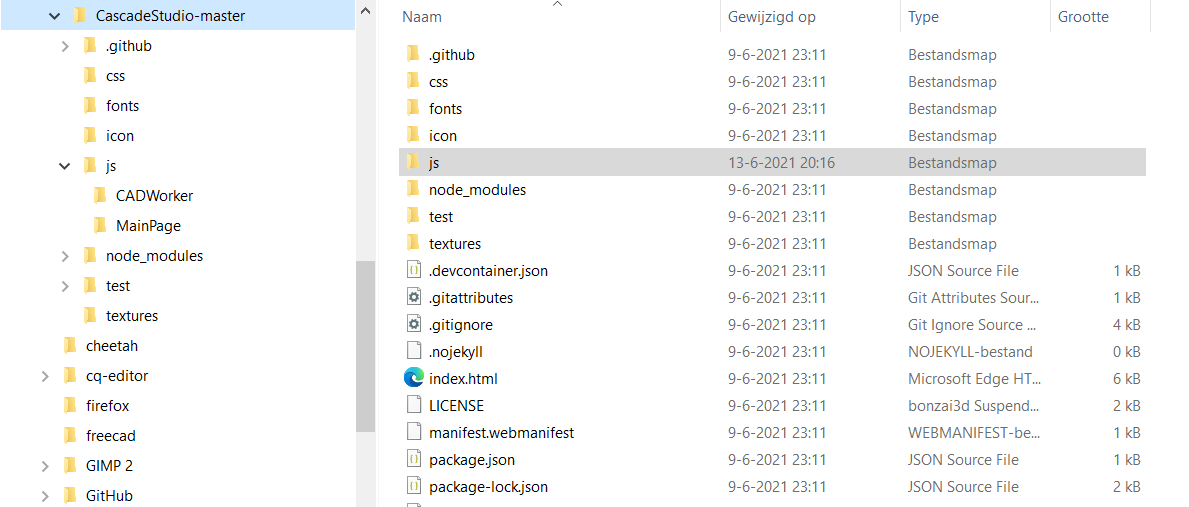 CascadeStudio-master
.github
css
fonts
icon
js
CADWorker
MainPage
node_modules
test
textures
cheetah
cq-editor
firefox
freecad
GIMP 2
GitHub
Naam Gewijzigd op Type Grootte
.github 9-6-2021 23:11 Bestandsmap
css 9-6-2021 23:11 Bestandsmap
fonts 9-6-2021 23:11 Bestandsmap
icon 9-6-2021 23:11 Bestandsmap
js 13-6-2021 20:16 Bestandsmap
node_modules 9-6-2021 23:11 Bestandsmap
test 9-6-2021 23:11 Bestandsmap
textures 9-6-2021 23:11 Bestandsmap
.devcontainer.json 9-6-2021 23:11 JSON Source File 1 kB
.gitattributes 9-6-2021 23:11 Git Attributes Sour... 1 kB
.gitignore 9-6-2021 23:11 Git Ignore Source ... 4 kB
.nojekyll 9-6-2021 23:11 NOJEKYLL-bestand 0 kB
index.html 9-6-2021 23:11 Microsoft Edge HT... 6 kB
LICENSE 9-6-2021 23:11 bonzai3d Suspend... 2 kB
manifest.webmanifest 9-6-2021 23:11 WEBMANIFEST-be... 2 kB
package.json 9-6-2021 23:11 JSON Source File 1 kB
package-lock.json 9-6-2021 23:11 JSON Source File 2 kB